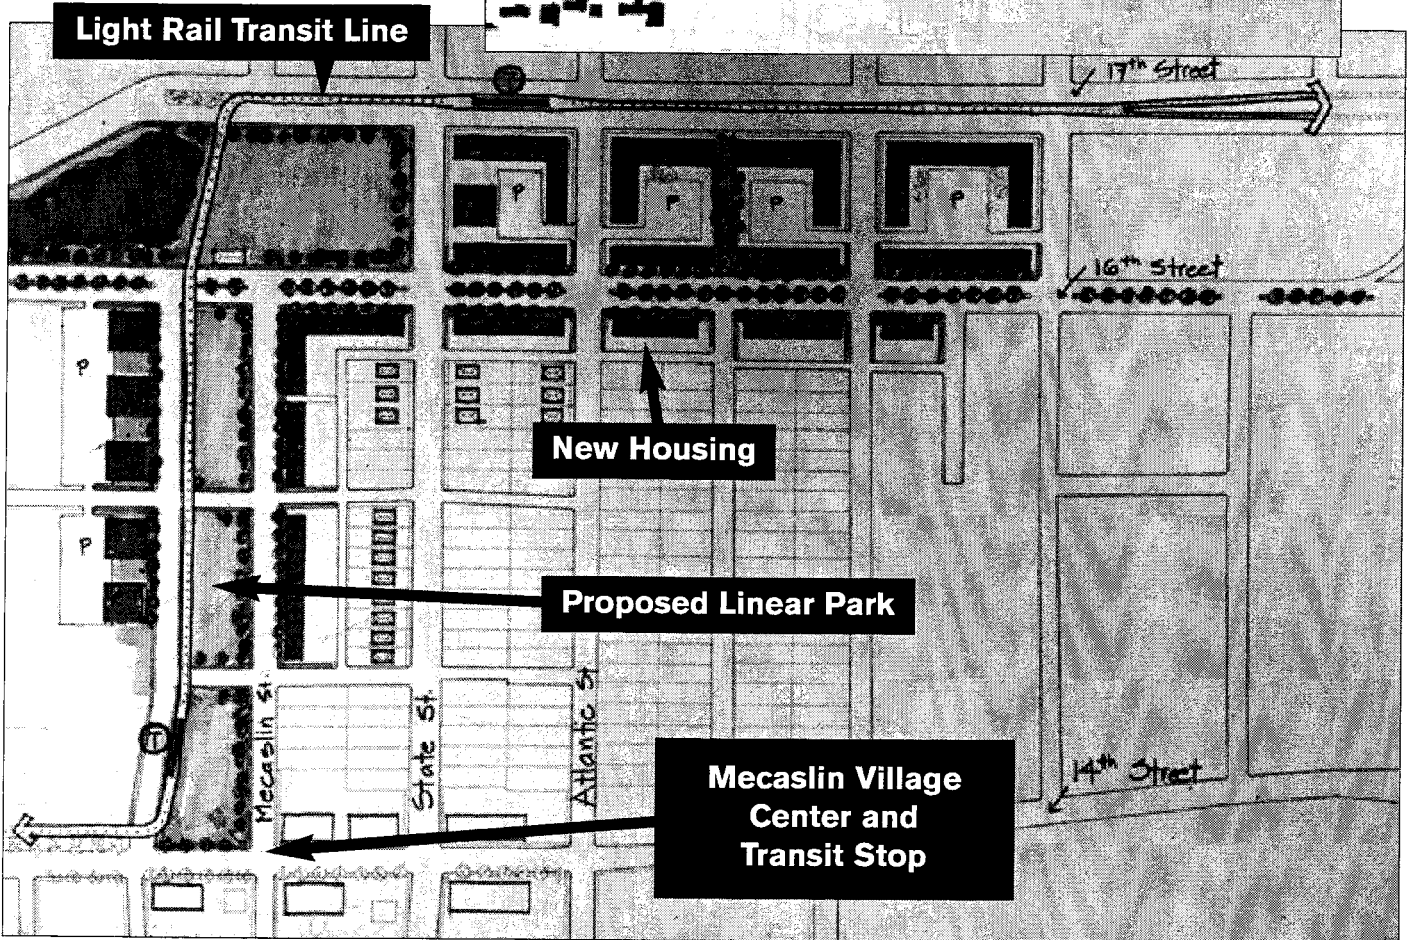 Light Rail Transit Line
17th Street
T
P
P
P
P
16th Street
P
New Housing
P
Proposed Linear Park
Mecaslin St.
State St.
Atlantic St
T
14th Street
Mecaslin Village
Center and
Transit Stop